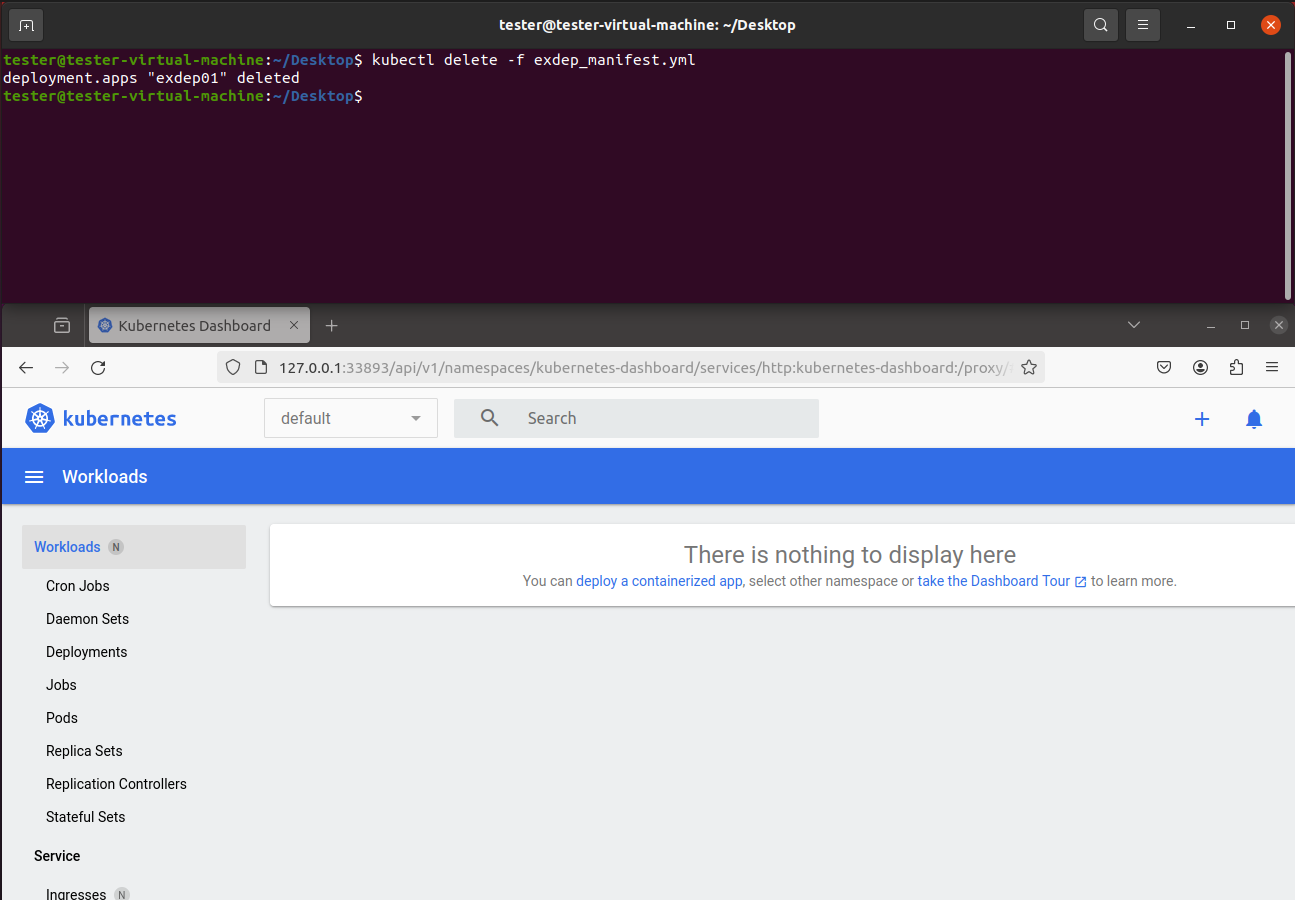 tester@tester-virtual-machine: ~/Desktop
tester@tester-virtual-machine:~/Desktop$ kubectl delete -f exdep_manifest.yml
deployment.apps "exdep01" deleted
tester@tester-virtual-machine:~/Desktop$
Kubernetes Dashboard
127.0.0.1:33893/api/v1/namespaces/kubernetes-dashboard/services/http:kubernetes-dashboard:/proxy/
kubernetes
default
Search
Workloads
Workloads N
Cron Jobs
Daemon Sets
Deployments
Jobs
Pods
Replica Sets
Replication Controllers
Stateful Sets
Service
Ingresses N
There is nothing to display here
You can deploy a containerized app, select other namespace or take the Dashboard Tour to learn more.